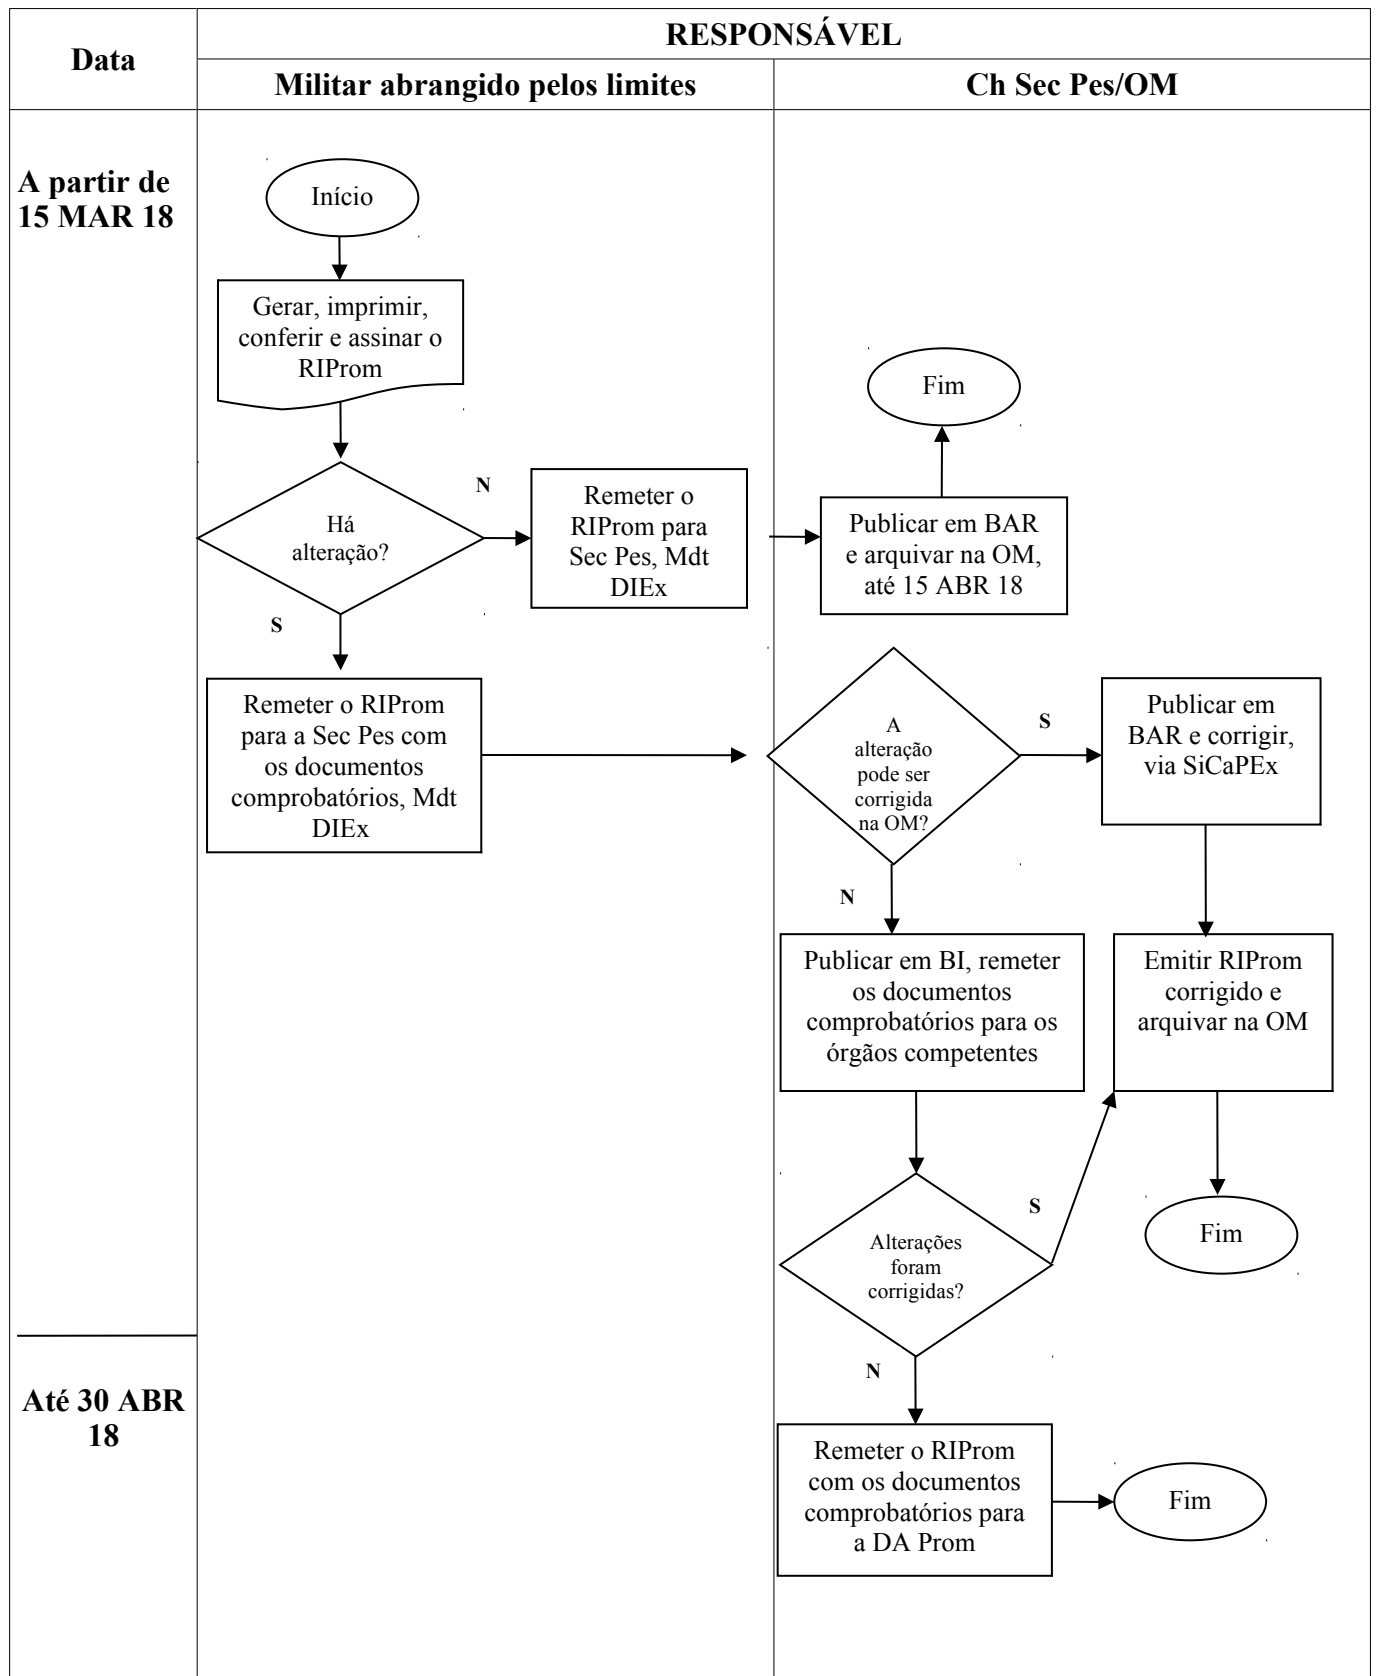 Data
RESPONSÁVEL
Militar abrangido pelos limites
Ch Sec Pes/OM
A partir de
15 MAR 18
Início
Gerar, imprimir,
conferir e assinar o
RIProm
Fim
Há
alteração?
N
Remeter o
RIProm para
Sec Pes, Mdt
DIEx
Publicar em BAR
e arquivar na OM,
até 15 ABR 18
S
Remeter o RIProm
para a Sec Pes com
os documentos
comprobatórios, Mdt
DIEx
A
alteração
pode ser
corrigida
na OM?
S
Publicar em
BAR e corrigir,
via SiCaPEx
N
Publicar em BI, remeter
os documentos
comprobatórios para os
órgãos competentes
Emitir RIProm
corrigido e
arquivar na OM
S
Alterações
foram
corrigidas?
Fim
N
Até 30 ABR
18
Remeter o RIProm
com os documentos
comprobatórios para
a DA Prom
Fim